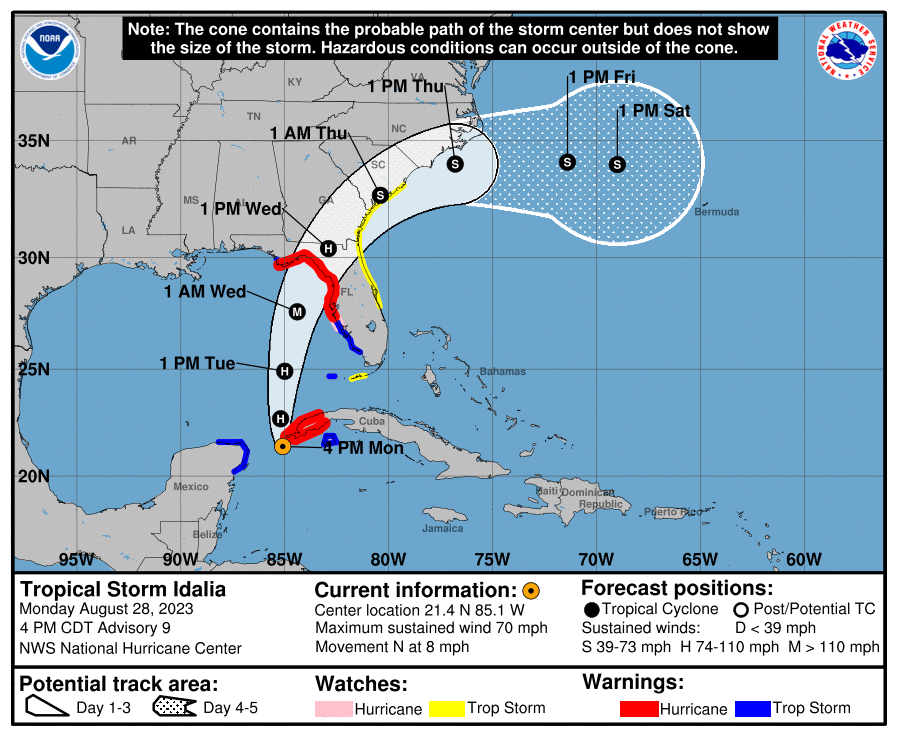 Note: The cone contains the probable path of the storm center but does not show
the size of the storm. Hazardous conditions can occur outside of the cone.
NOAA
NATIONAL WEATHER SERVICE
KY
VA
1 PM Thu
1 PM Fri
1 PM Sat
TN
NC
1 AM Thu
35N
AR
SC
MS
AL
GA
1 PM Wed
Bermuda
LA
30N
1 AM Wed
FL
1 PM Tue
25N
Bahamas
Cuba
4 PM Mon
20N
Mexico
Haiti
Dominican
Republic
Puerto Rico
Jamaica
Belize
95W
90W
85W
80W
75W
70W
65W
60W
S
S
S
S
H
M
H
H
Tropical Storm Idalia
Monday August 28, 2023
4 PM CDT Advisory 9
NWS National Hurricane Center
Current information:
Center location 21.4 N 85.1 W
Maximum sustained wind 70 mph
Movement N at 8 mph
Forecast positions:
Tropical Cyclone
Post/Potential TC
Sustained winds: D < 39 mph
S 39-73 mph H 74-110 mph M > 110 mph
Potential track area:
Day 1-3
Day 4-5
Watches:
Hurricane
Trop Storm
Warnings:
Hurricane
Trop Storm